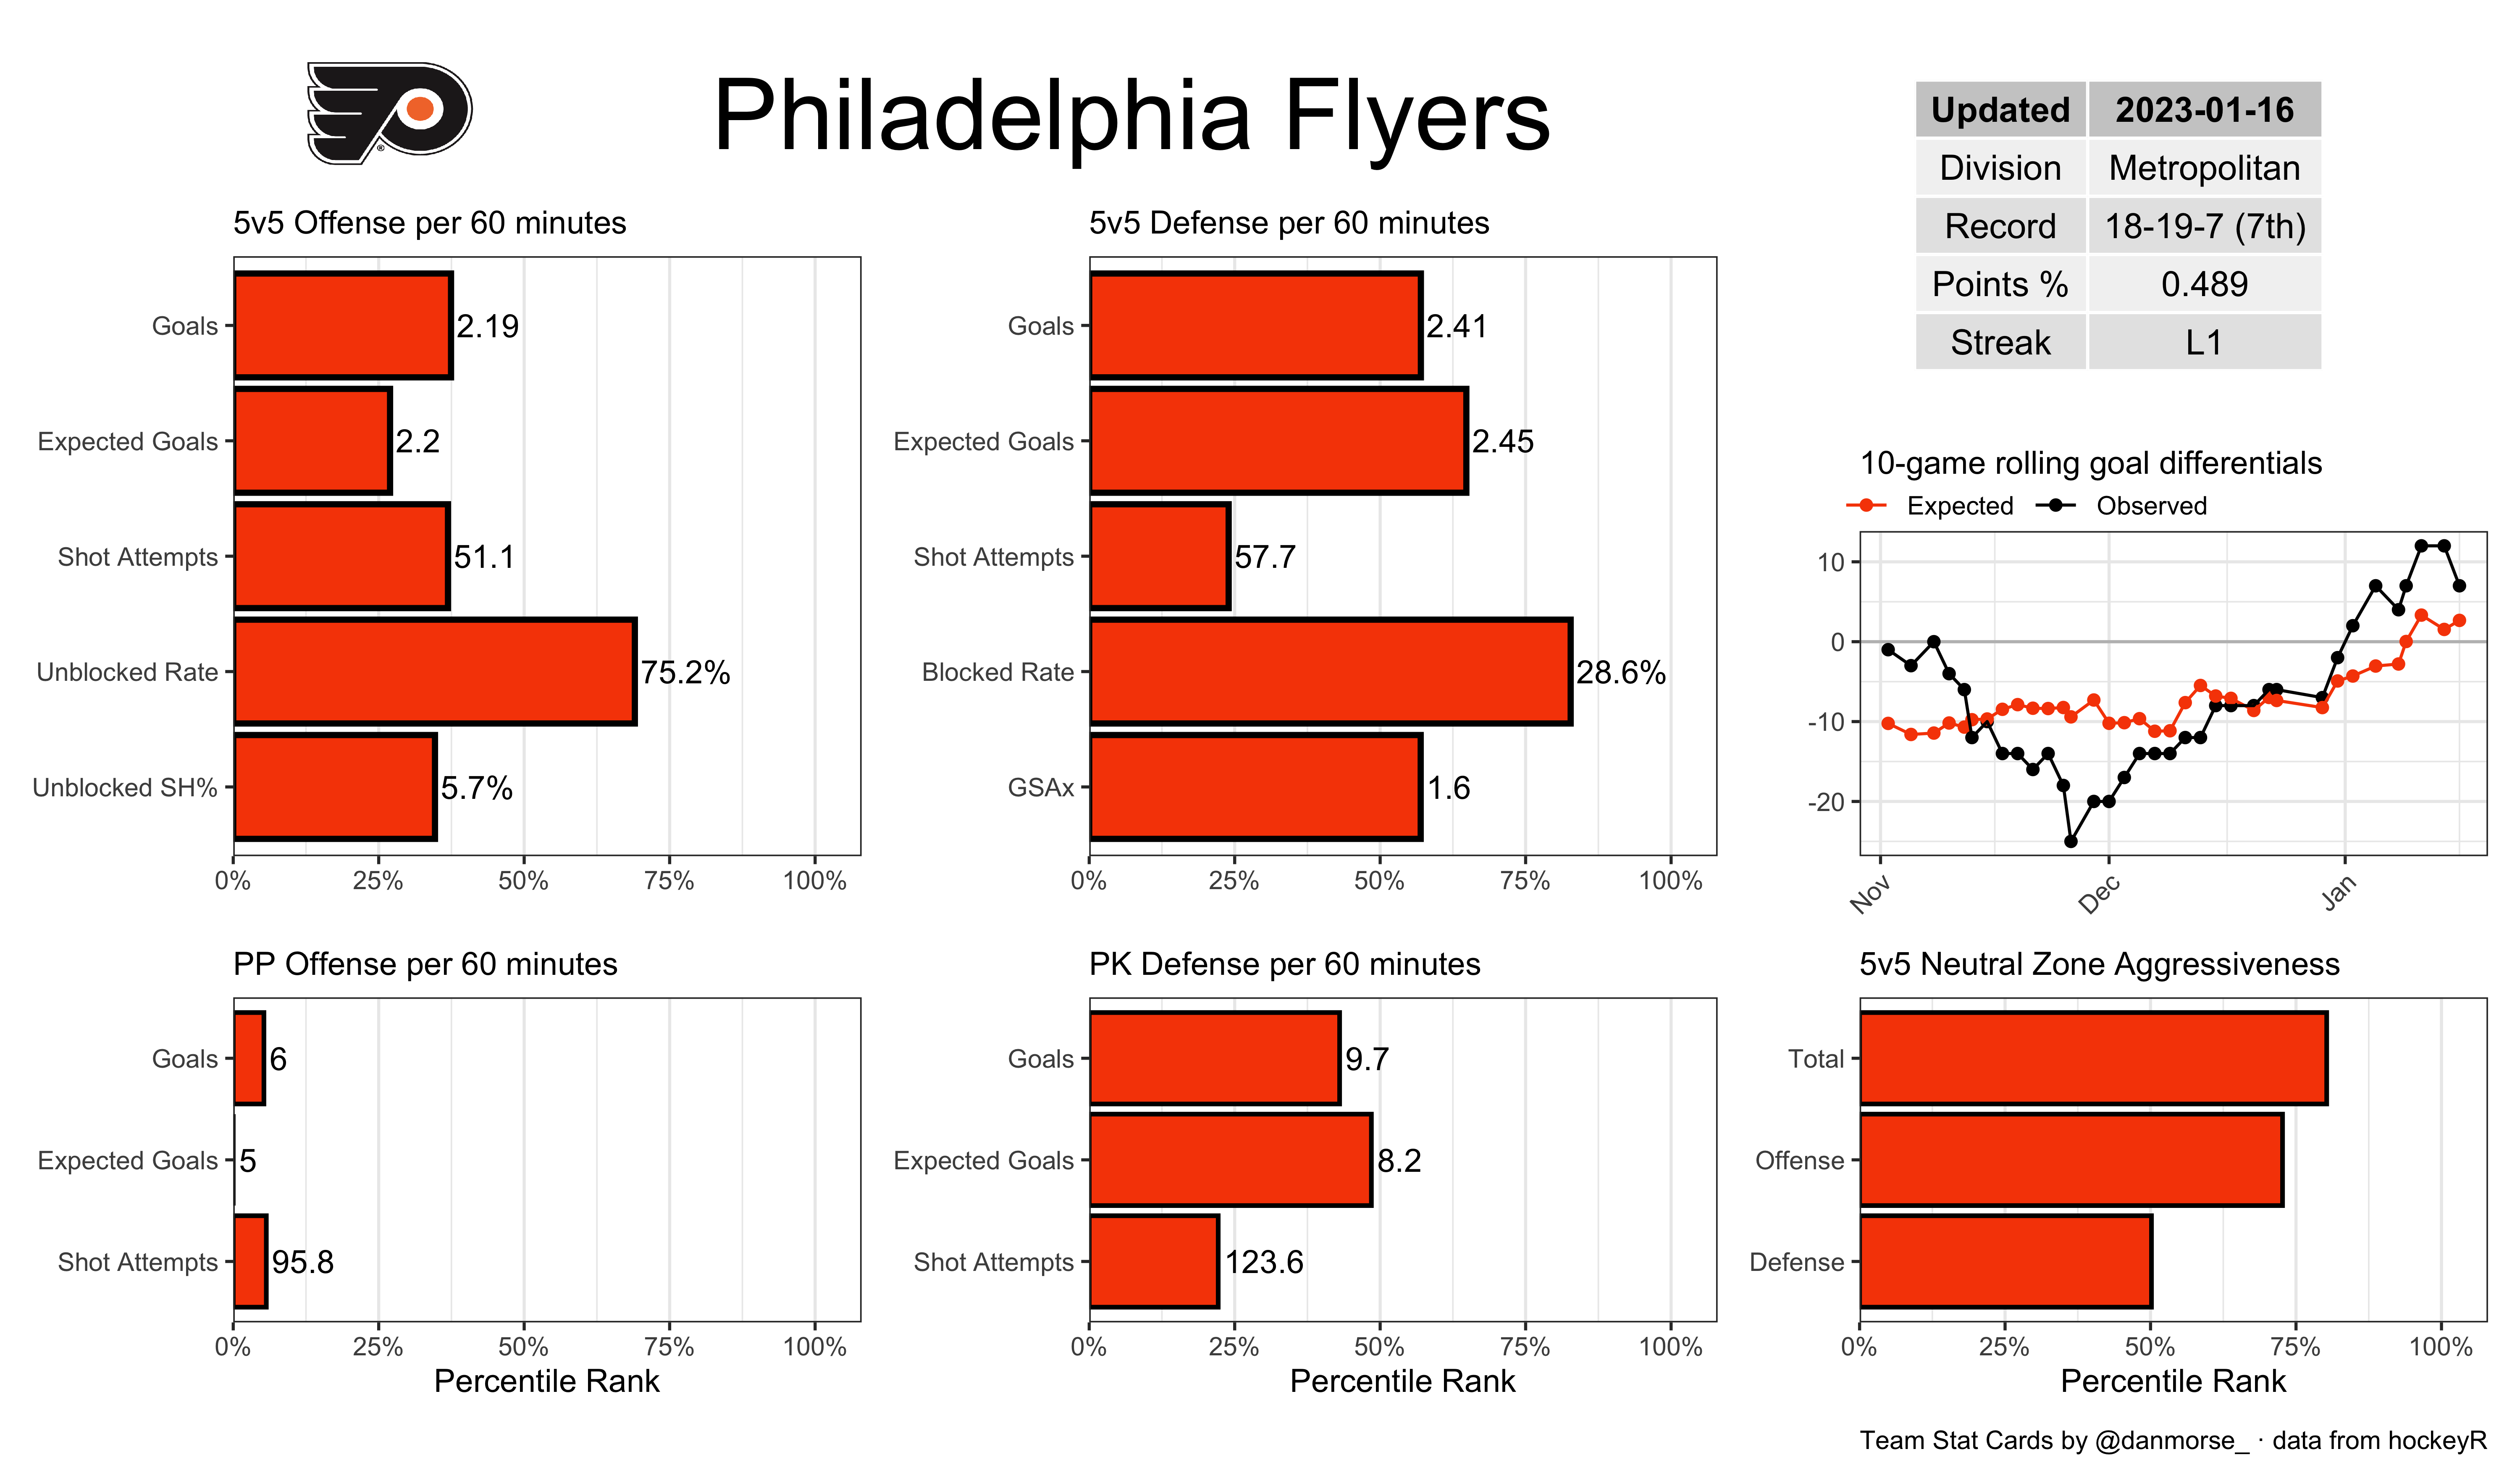 Philadelphia Flyers
Updated 2023-01-16
Division Metropolitan
Record 18-19-7 (7th)
Points % 0.489
Streak L1
5v5 Offense per 60 minutes
Goals 2.19
Expected Goals 2.2
Shot Attempts 51.1
Unblocked Rate 75.2%
Unblocked SH% 5.7%
0% 25% 50% 75% 100%
5v5 Defense per 60 minutes
Goals 2.41
Expected Goals 2.45
Shot Attempts 57.7
Blocked Rate 28.6%
GSAx 1.6
0% 25% 50% 75% 100%
10-game rolling goal differentials
Expected Observed
10
0
-10
-20
Nov Dec Jan
PP Offense per 60 minutes
Goals 6
Expected Goals 5
Shot Attempts 95.8
0% 25% 50% 75% 100%
Percentile Rank
PK Defense per 60 minutes
Goals 9.7
Expected Goals 8.2
Shot Attempts 123.6
0% 25% 50% 75% 100%
Percentile Rank
5v5 Neutral Zone Aggressiveness
Total
Offense
Defense
0% 25% 50% 75% 100%
Percentile Rank
Team Stat Cards by @danmorse_ · data from hockeyR